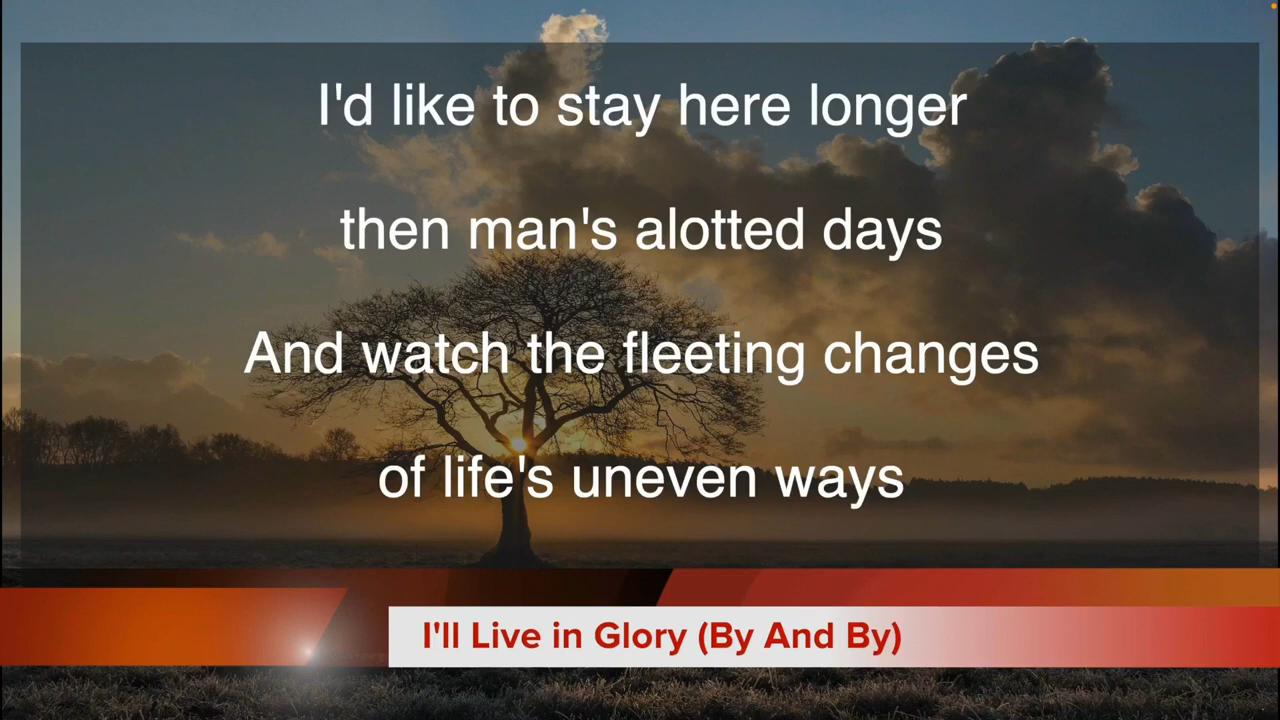 I'd like to stay here longer
then man's alotted days
And watch the fleeting changes
of life's uneven ways
I'll Live in Glory (By And By)